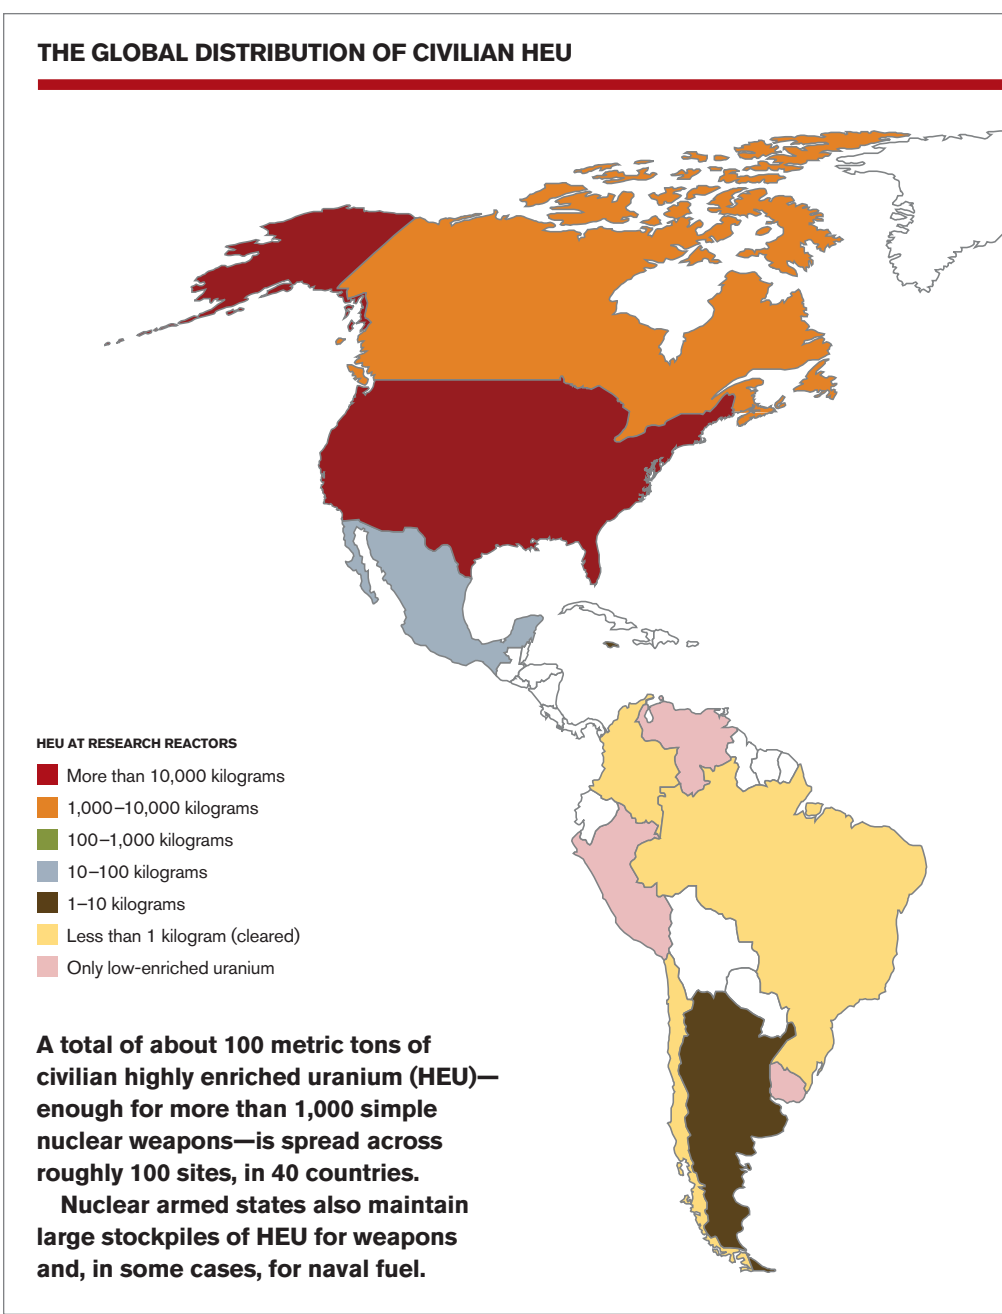 THE GLOBAL DISTRIBUTION OF CIVILIAN HEU
HEU AT RESEARCH REACTORS
More than 10,000 kilograms
1,000–10,000 kilograms
100–1,000 kilograms
10–100 kilograms
1–10 kilograms
Less than 1 kilogram (cleared)
Only low-enriched uranium
A total of about 100 metric tons of
civilian highly enriched uranium (HEU)—
enough for more than 1,000 simple
nuclear weapons—is spread across
roughly 100 sites, in 40 countries.
Nuclear armed states also maintain
large stockpiles of HEU for weapons
and, in some cases, for naval fuel.